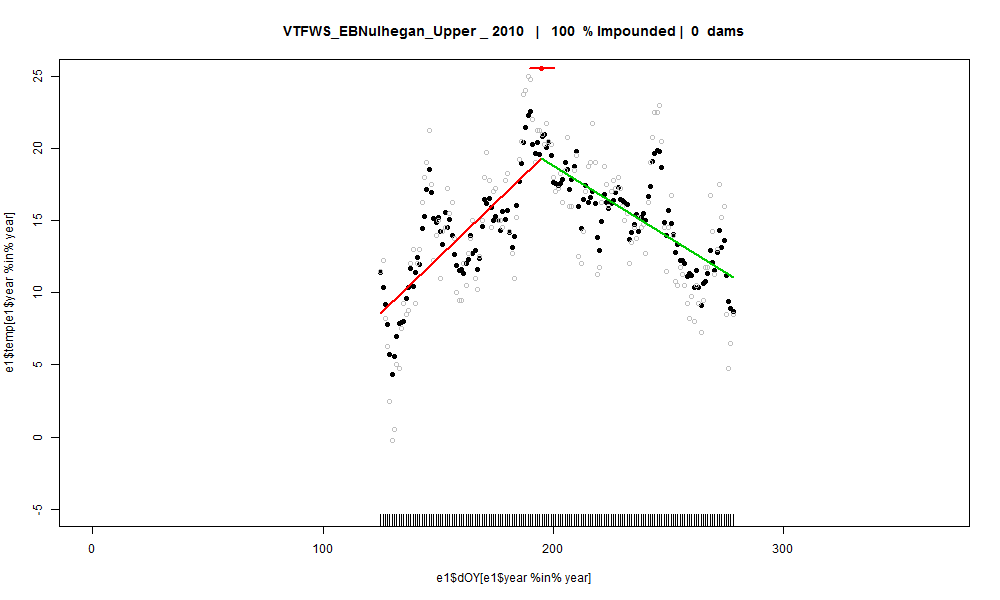 VTFWS_EBNulhegan_Upper _ 2010 | 100 % Impounded | 0 dams
e1$temp[e1$year %in% year]
25
20
15
10
5
0
-5
0 100 200 300
e1$dOY[e1$year %in% year]